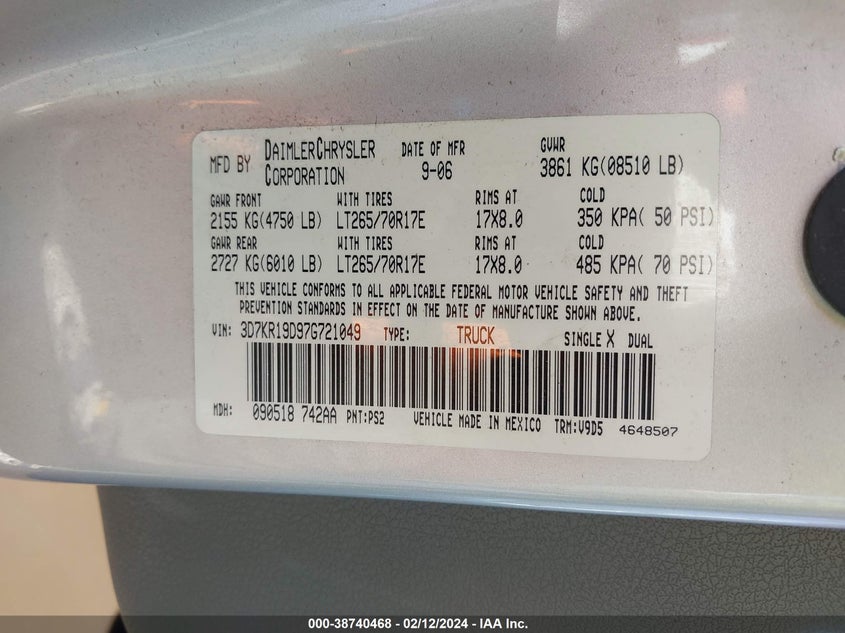 MFD BY DAIMLERCHRYSLER CORPORATION DATE OF MFR 9-06 GVWR 3861 KG(08510 LB)
GAWR FRONT WITH TIRES RIMS AT COLD
2155 KG(4750 LB) LT265/70R17E 17X8.0 350 KPA( 50 PSI)
GAWR REAR WITH TIRES RIMS AT COLD
2727 KG(6010 LB) LT265/70R17E 17X8.0 485 KPA( 70 PSI)
THIS VEHICLE CONFORMS TO ALL APPLICABLE FEDERAL MOTOR VEHICLE SAFETY AND THEFT
PREVENTION STANDARDS IN EFFECT ON THE DATE OF MANUFACTURE SHOWN ABOVE.
VIN: 3D7KR19D97G721049 TYPE: TRUCK SINGLE X DUAL
MDH: 090518 742AA PNT:PS2 VEHICLE MADE IN MEXICO TRM:V9D5 4648507
000-38740468 - 02/12/2024 - IAA Inc.